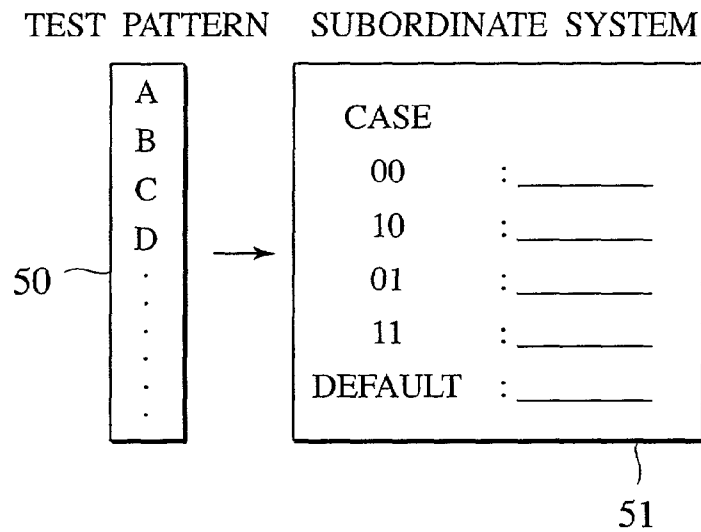 TEST PATTERN SUBORDINATE SYSTEM
A
B
C
D
50
CASE
00 :
10 :
01 :
11 :
DEFAULT :
51